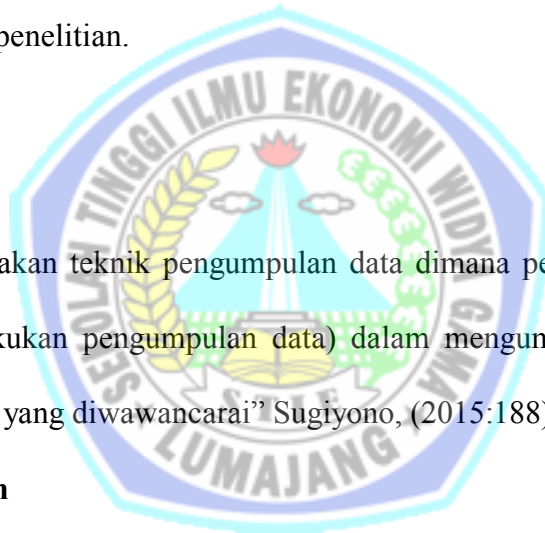 penelitian.
SEKOLAH TINGGI ILMU EKONOMI WIDYA GAMA
akan teknik pengumpulan data dimana pe
kukan pengumpulan data) dalam mengun
yang diwawancarai” Sugiyono, (2015:188)
S T I E
LUMAJANG
n